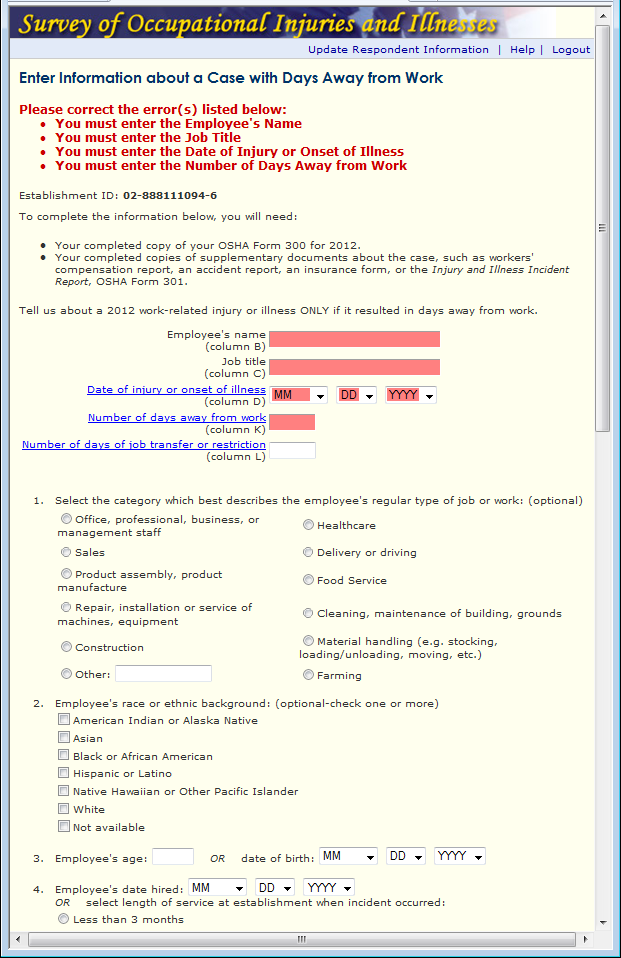 Survey of Occupational Injuries and Illnesses
Update Respondent Information | Help | Logout
Enter Information about a Case with Days Away from Work
Please correct the error(s) listed below:
• You must enter the Employee's Name
• You must enter the Job Title
• You must enter the Date of Injury or Onset of Illness
• You must enter the Number of Days Away from Work
Establishment ID: 02-888111094-6
To complete the information below, you will need:
• Your completed copy of your OSHA Form 300 for 2012.
• Your completed copies of supplementary documents about the case, such as workers'
compensation report, an accident report, an insurance form, or the Injury and Illness Incident
Report, OSHA Form 301.
Tell us about a 2012 work-related injury or illness ONLY if it resulted in days away from work.
Employee's name
(column B)
Job title
(column C)
Date of injury or onset of illness MM DD YYYY
(column D)
Number of days away from work
(column K)
Number of days of job transfer or restriction
(column L)
1. Select the category which best describes the employee's regular type of job or work: (optional)
Office, professional, business, or
management staff
Healthcare
Sales
Delivery or driving
Product assembly, product
manufacture
Food Service
Repair, installation or service of
machines, equipment
Cleaning, maintenance of building, grounds
Construction
Material handling (e.g. stocking,
loading/unloading, moving, etc.)
Other:
Farming
2. Employee's race or ethnic background: (optional-check one or more)
American Indian or Alaska Native
Asian
Black or African American
Hispanic or Latino
Native Hawaiian or Other Pacific Islander
White
Not available
3. Employee's age: OR date of birth: MM DD YYYY
4. Employee's date hired: MM DD YYYY
OR select length of service at establishment when incident occurred:
Less than 3 months